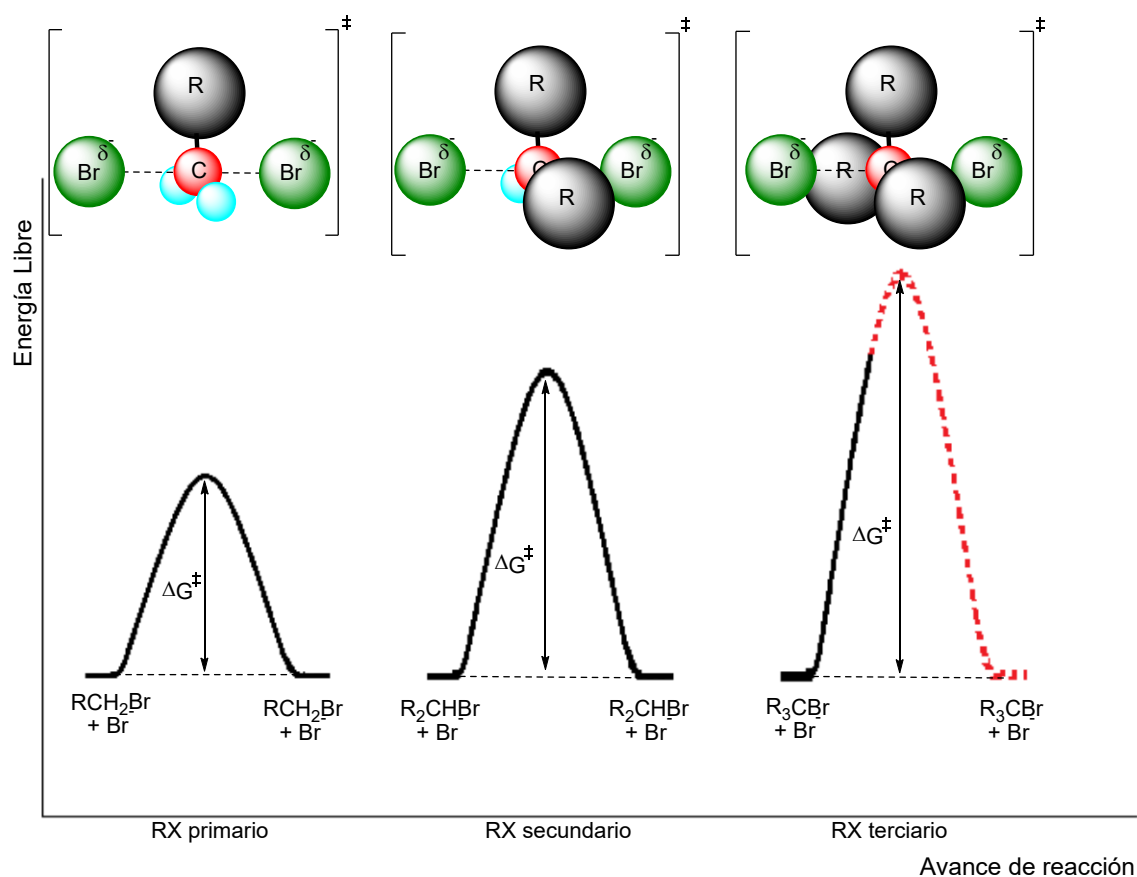 ‡ ‡ ‡
R R R
Br δ- C Br δ- Br δ- C R Br δ- Br δ- R C R Br δ-
Energía Libre
ΔG‡ ΔG‡ ΔG‡
RCH2Br + Br-
RCH2Br + Br-
R2CHBr + Br-
R2CHBr + Br-
R3CBr + Br-
R3CBr + Br-
RX primario
RX secundario
RX terciario
Avance de reacción